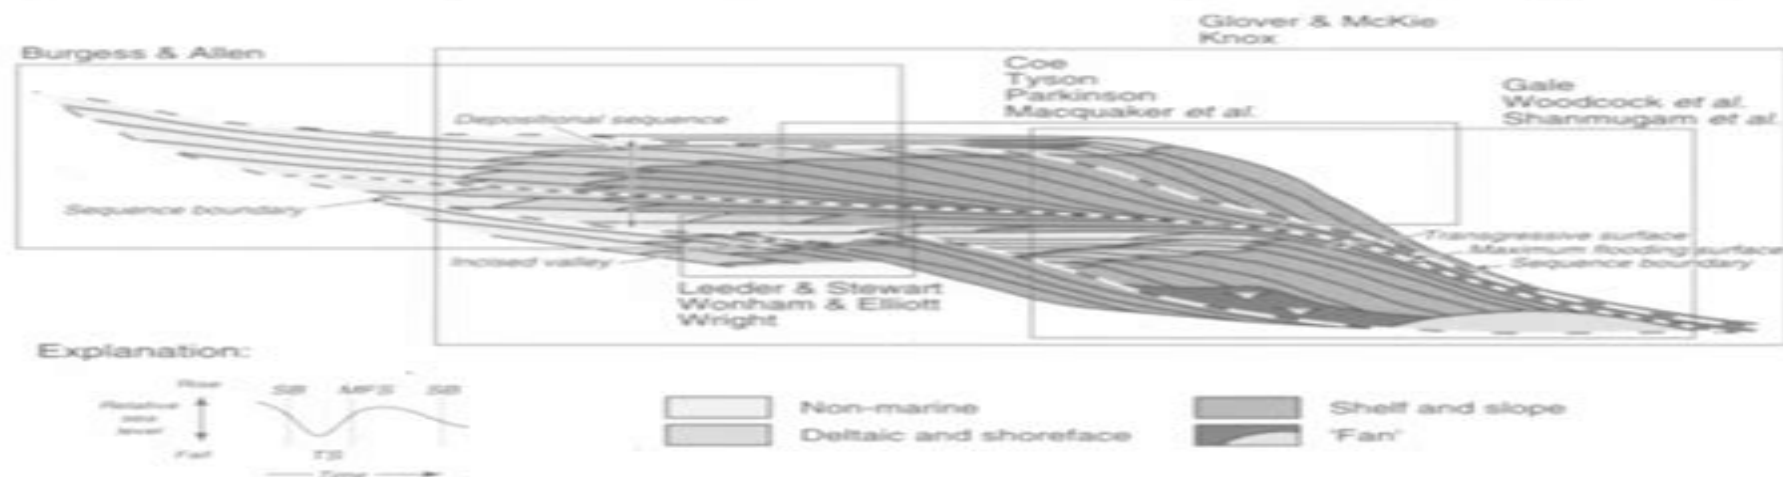 Glover & McKie
Knox
Burgess & Allen
Coe
Tyson
Parkinson
Macquaker et al.
Gale
Woodcock et al.
Shanmugam et al.
Depositional sequence
Sequence boundary
Incised valley
Transgressive surface
Maximum flooding surface
Sequence boundary
Leeder & Stewart
Wonham & Elliott
Wright
Explanation:
Rise
SB MFS SB
Relative
sea
level
Fall
TS
Time
Non-marine
Deltaic and shoreface
Shelf and slope
'Fan'